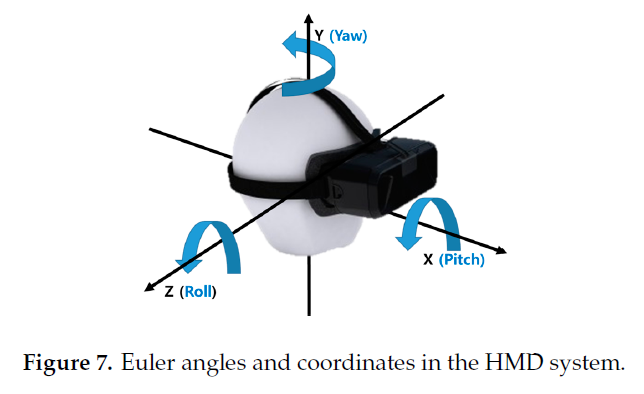 Y (Yaw)
X (Pitch)
Z (Roll)
Figure 7. Euler angles and coordinates in the HMD system.